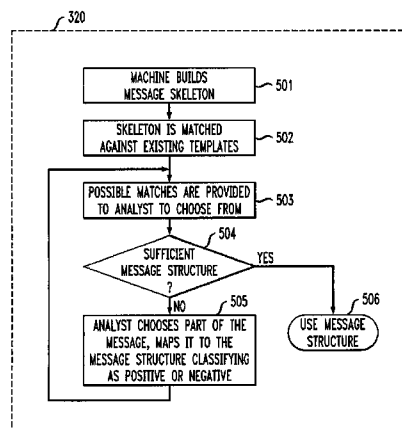 320
MACHINE BUILDS
MESSAGE SKELETON
501
SKELETON IS MATCHED
AGAINST EXISTING TEMPLATES
502
POSSIBLE MATCHES ARE PROVIDED
TO ANALYST TO CHOOSE FROM
503
504
SUFFICIENT
MESSAGE STRUCTURE
?
YES
NO
505
ANALYST CHOOSES PART OF THE
MESSAGE, MAPS IT TO THE
MESSAGE STRUCTURE CLASSIFYING
AS POSITIVE OR NEGATIVE
506
USE MESSAGE
STRUCTURE